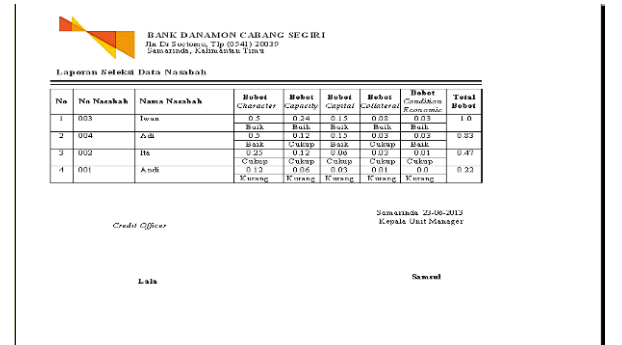 BANK DANAMON CABANG SEGIRI
Jln Dr Soetomo, Tlp (0541) 20039
Samarinda, Kalimantan Timu
Laporan Seleksi Data Nasabah
No No Nasabah Nama Nasabah Bobot Character Bobot Capacity Bobot Capital Bobot Collateral Bobot Condition Economic Total Bobot
1 003 Iwan 0.5 0.24 0.15 0.08 0.03 1.0
Baik Baik Baik Baik Baik
2 004 Adi 0.5 0.12 0.15 0.03 0.03 0.83
Baik Cukup Baik Cukup Baik
3 002 Ita 0.25 0.12 0.06 0.03 0.01 0.47
Cukup Cukup Cukup Cukup Cukup
4 001 Andi 0.12 0.06 0.03 0.01 0.0 0.22
Kurang Kurang Kurang Kurang Kurang
Samarinda 23-06-2013
Credit Officer Kepala Unit Manager
Lala Samsul